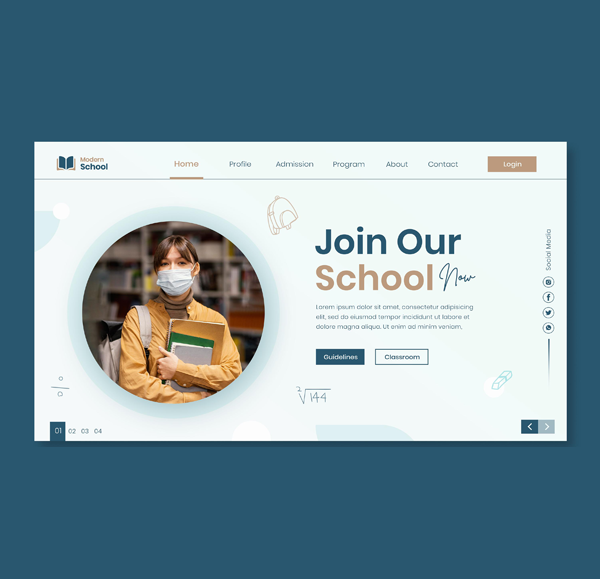 Modern
School
Home
Profile
Admission
Program
About
Contact
Login
Join Our
School Now
Lorem ipsum dolor sit amet, consectetur adipisicing
elit, sed do eiusmod tempor incididunt ut labore et
dolore magna aliqua. Ut enim ad minim veniam,
Guidelines
Classroom
Social Media
2√144
01 02 03 04